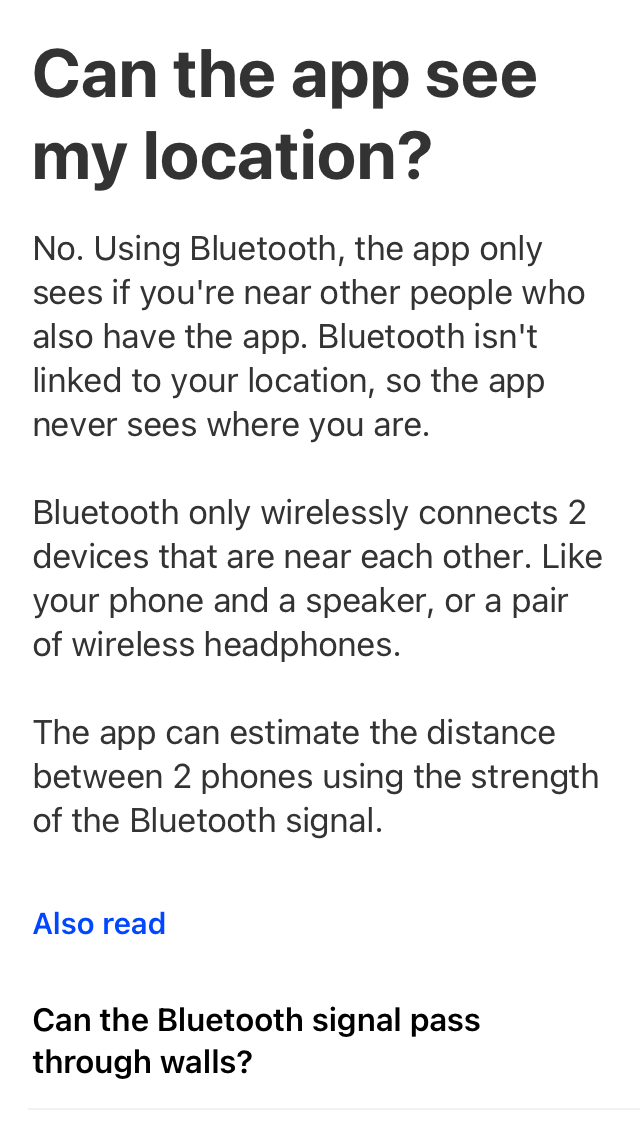 Can the app see
my location?
No. Using Bluetooth, the app only
sees if you're near other people who
also have the app. Bluetooth isn't
linked to your location, so the app
never sees where you are.
Bluetooth only wirelessly connects 2
devices that are near each other. Like
your phone and a speaker, or a pair
of wireless headphones.
The app can estimate the distance
between 2 phones using the strength
of the Bluetooth signal.
Also read
Can the Bluetooth signal pass
through walls?